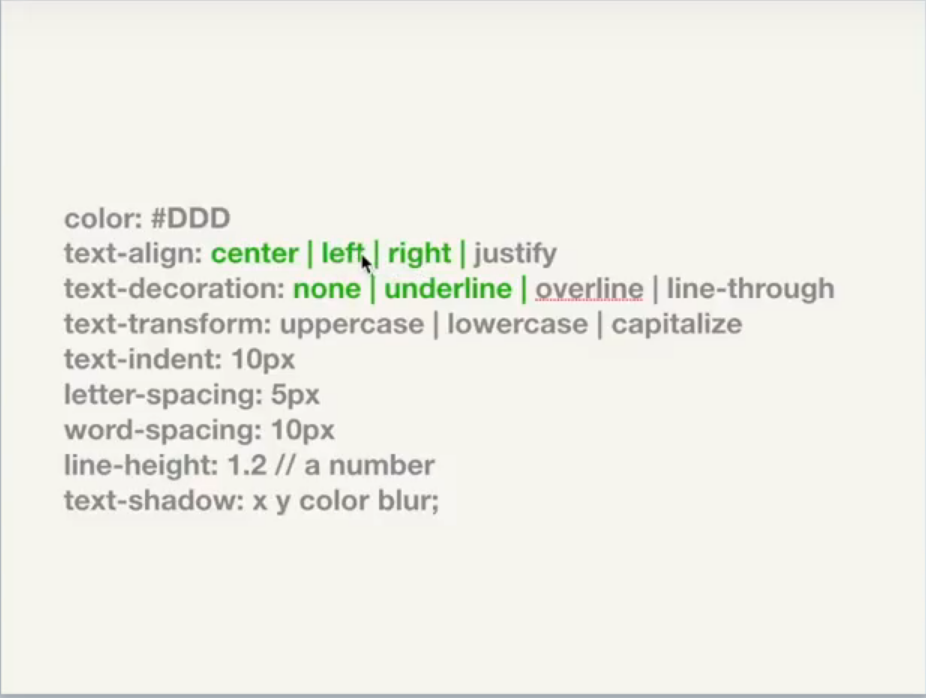 color: #DDD
text-align: center | left | right | justify
text-decoration: none | underline | overline | line-through
text-transform: uppercase | lowercase | capitalize
text-indent: 10px
letter-spacing: 5px
word-spacing: 10px
line-height: 1.2 // a number
text-shadow: x y color blur;